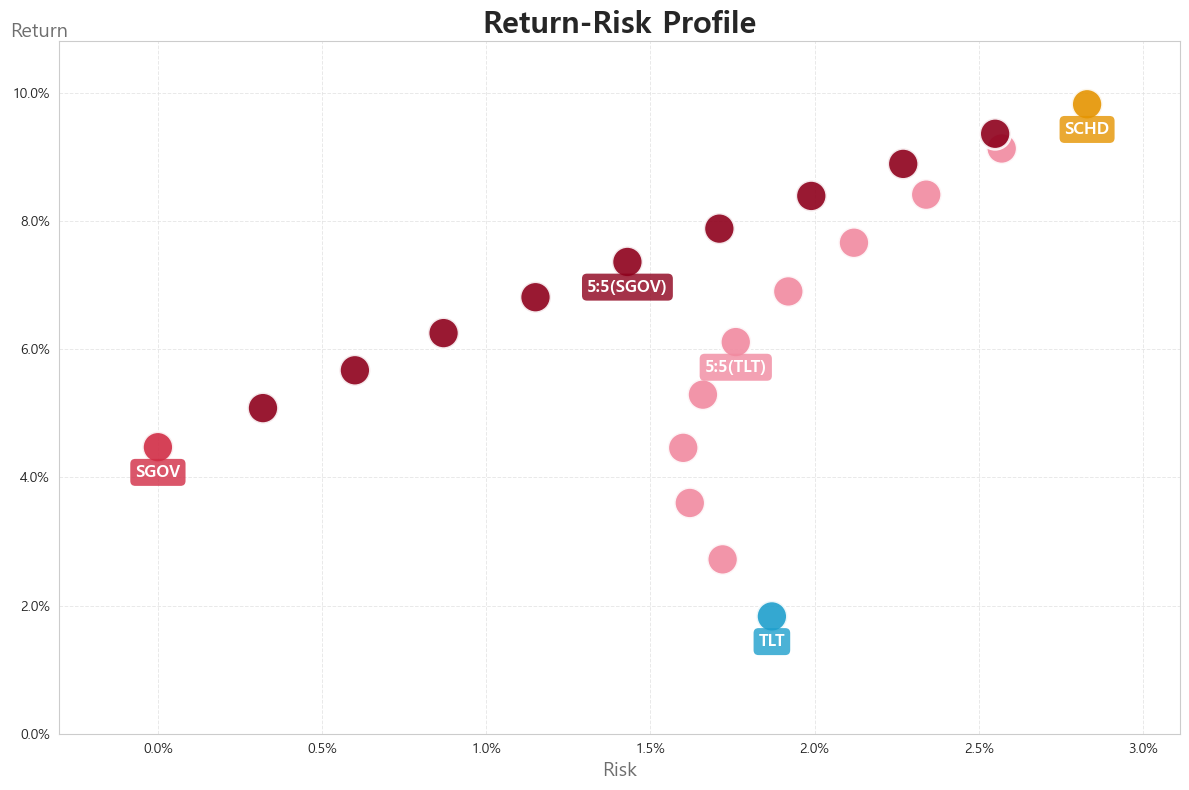 Return-Risk Profile
Return
10.0%
8.0%
6.0%
4.0%
2.0%
0.0%
SCHD
5:5(SGOV)
5:5(TLT)
SGOV
TLT
0.0% 0.5% 1.0% 1.5% 2.0% 2.5% 3.0%
Risk